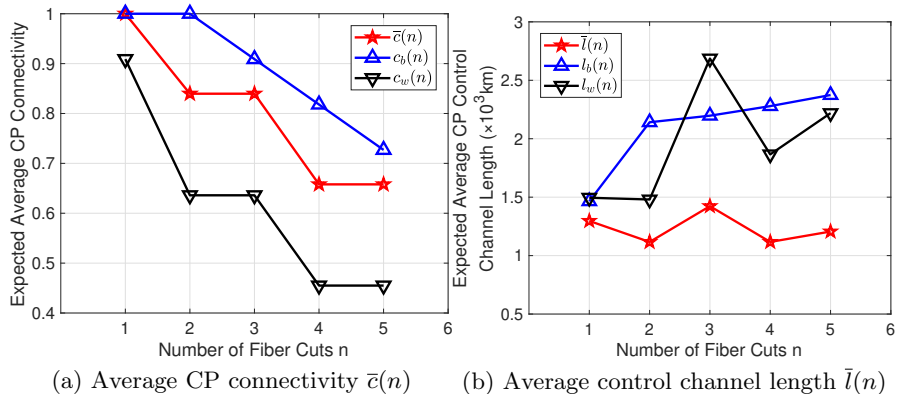 Expected Average CP Connectivity
1
0.9
0.8
0.7
0.6
0.5
0.4
1 2 3 4 5 6
Number of Fiber Cuts n
c̅(n)
c_b(n)
c_w(n)
(a) Average CP connectivity c̅(n)
Expected Average CP Control
Channel Length (×10³km)
3
2.5
2
1.5
1
0.5
1 2 3 4 5 6
Number of Fiber Cuts n
l̅(n)
l_b(n)
l_w(n)
(b) Average control channel length l̅(n)